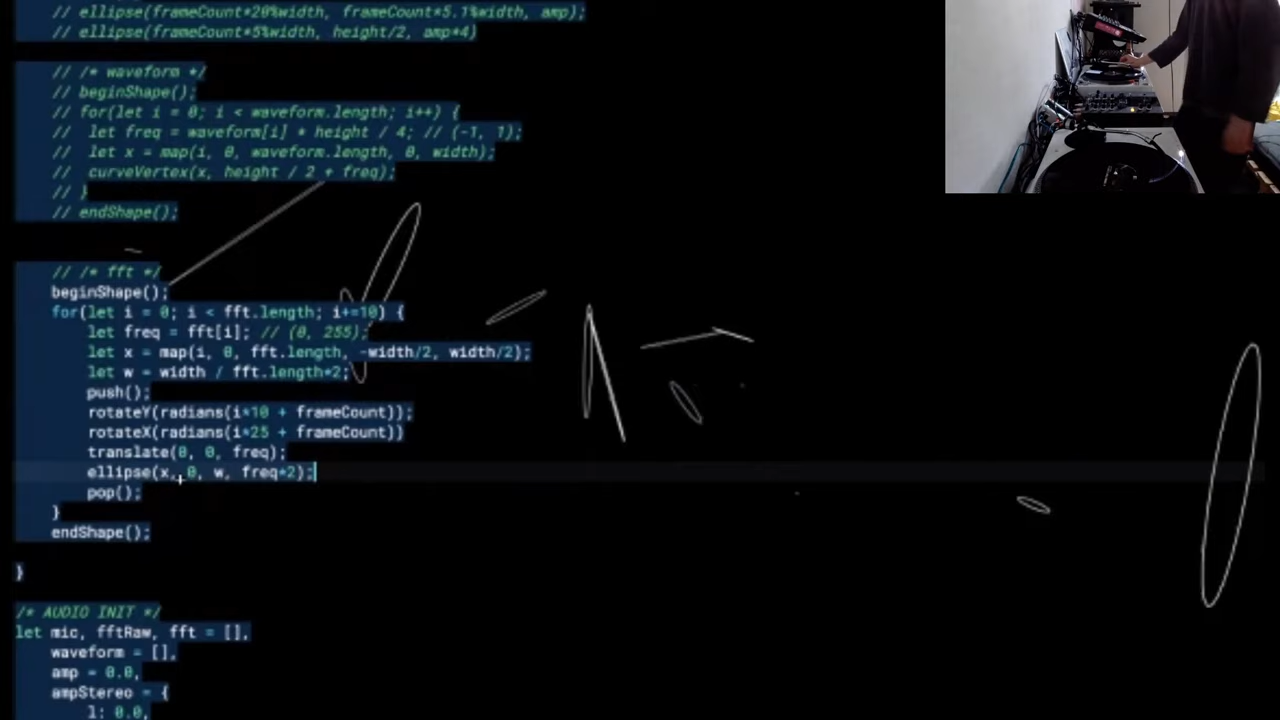 // ellipse(frameCount*20%width, frameCount*5.1%width, amp);
// ellipse(frameCount*5%width, height/2, amp*4)
// /* waveform */
// beginShape();
// for(let i = 0; i < waveform.length; i++) {
//  let freq = waveform[i] * height / 4; // (-1, 1);
//  let x = map(i, 0, waveform.length, 0, width);
//  curveVertex(x, height / 2 + freq);
// }
// endShape();
// /* fft */
beginShape();
for(let i = 0; i < fft.length; i+=10) {
let freq = fft[i]; // (0, 255);
let x = map(i, 0, fft.length, -width/2, width/2);
let w = width / fft.length*2;
push();
rotateY(radians(i*10 + frameCount));
rotateX(radians(i*25 + frameCount))
translate(0, 0, freq);
ellipse(x, 0, w, freq*2);
pop();
}
endShape();
}
/* AUDIO INIT */
let mic, fftRaw, fft = [],
waveform = [],
amp = 0.0,
ampStereo = {
l: 0.0,